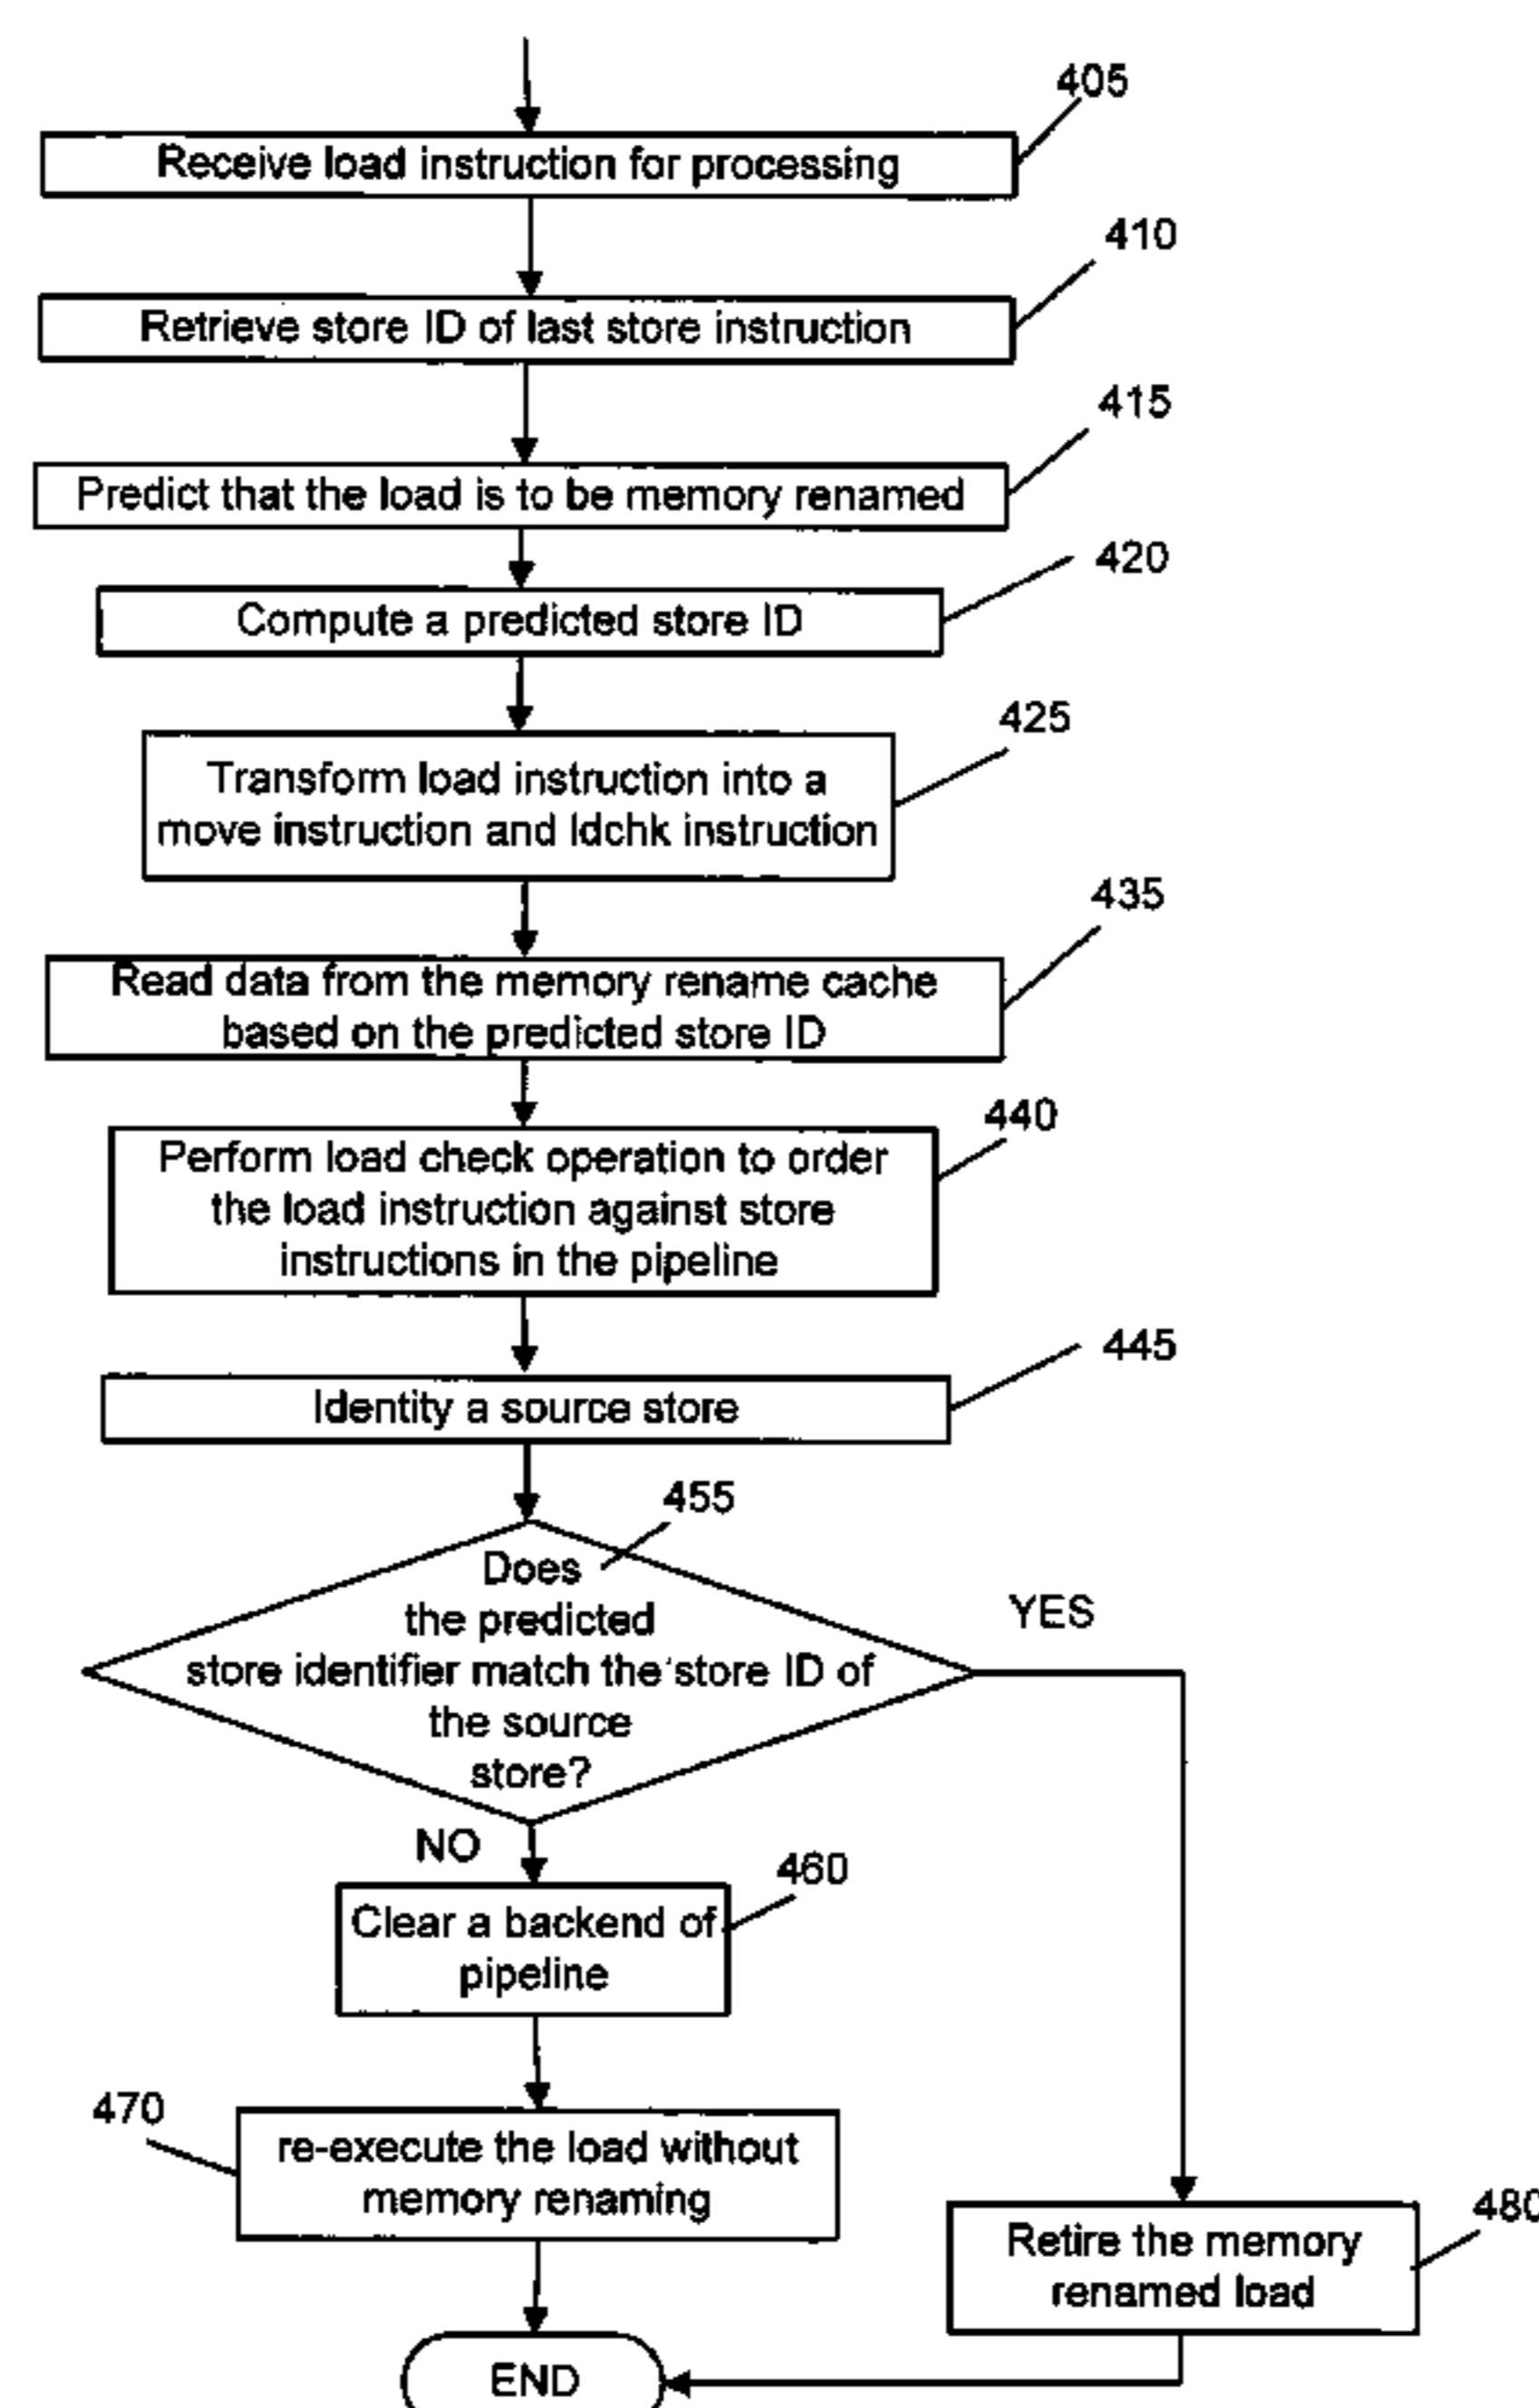 405
Receive load instruction for processing
410
Retrieve store ID of last store instruction
415
Predict that the load is to be memory renamed
420
Compute a predicted store ID
425
Transform load instruction into a
move instruction and ldchk instruction
435
Read data from the memory rename cache
based on the predicted store ID
440
Perform load check operation to order
the load instruction against store
instructions in the pipeline
445
Identity a source store
455
Does
the predicted
store identifier match the store ID of
the source
store?
YES
NO
460
Clear a backend of
pipeline
470
re-execute the load without
memory renaming
480
Retire the memory
renamed load
END